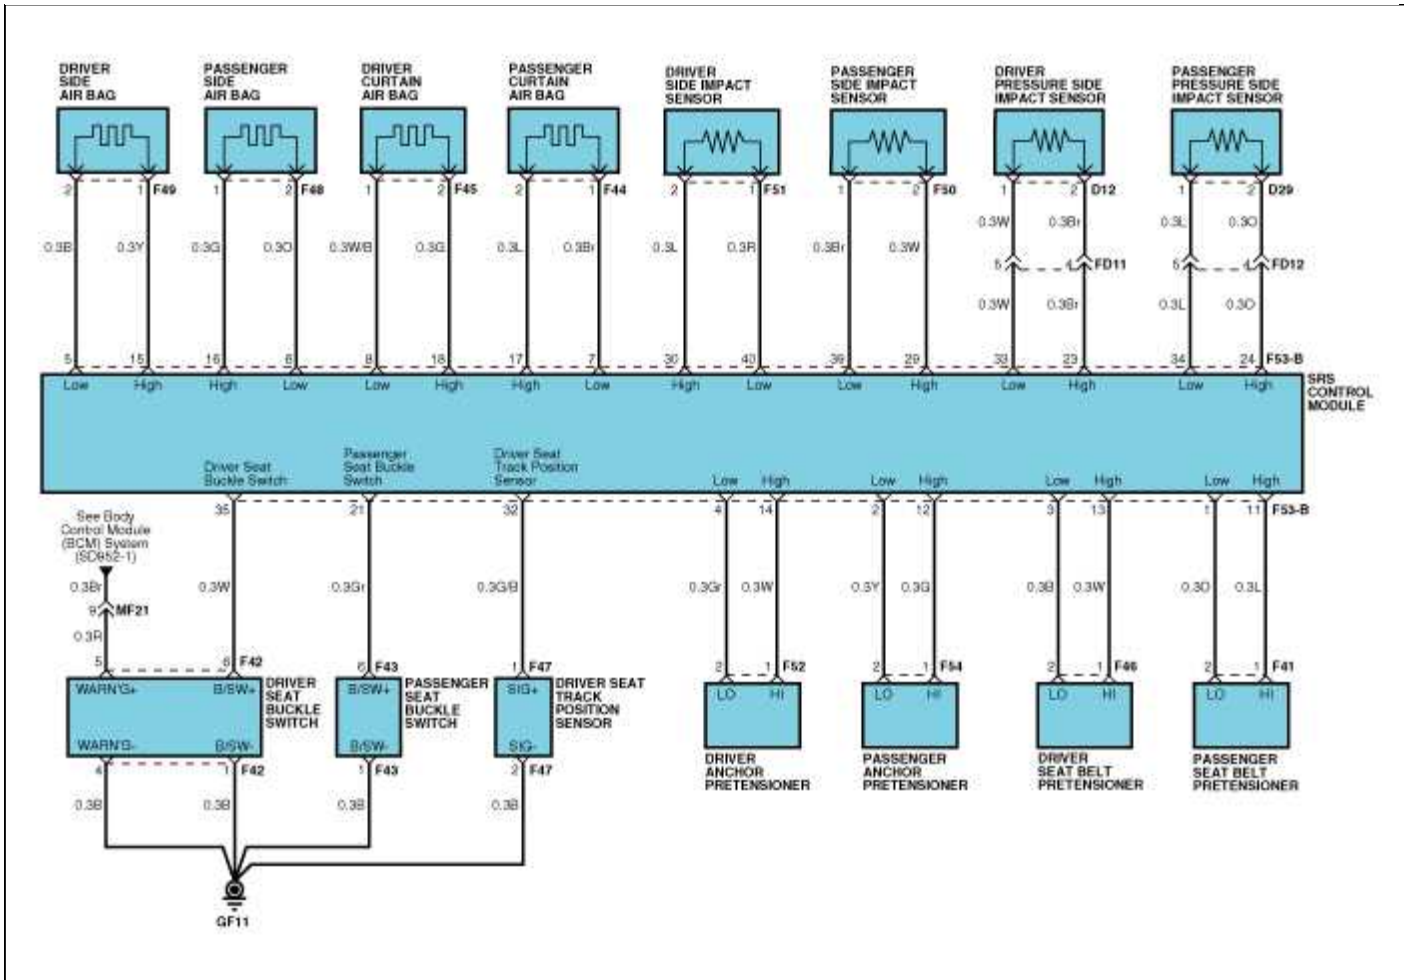 DRIVER
SIDE
AIR BAG
PASSENGER
SIDE
AIR BAG
DRIVER
CURTAIN
AIR BAG
PASSENGER
CURTAIN
AIR BAG
DRIVER
SIDE IMPACT
SENSOR
PASSENGER
SIDE IMPACT
SENSOR
DRIVER
PRESSURE SIDE
IMPACT SENSOR
PASSENGER
PRESSURE SIDE
IMPACT SENSOR
2 1 F49 1 2 F48 1 2 F45 2 1 F44 2 1 F51 1 2 F50 1 2 D12 1 2 D29
0.3W 0.3Br 0.3L 0.3O
0.3B 0.3Y 0.3G 0.3O 0.3W/B 0.3G 0.3L 0.3Br 0.3L 0.3R 0.3Br 0.3W
5 4 FD11 5 4 FD12
0.3W 0.3Br 0.3L 0.3O
5 15 16 6 8 18 17 7 30 40 39 29 33 23 34 24 F53-B
Low High High Low Low High High Low High Low Low High Low High Low High
SRS
CONTROL
MODULE
Driver Seat
Buckle Switch
Passenger
Seat Buckle
Switch
Driver Seat
Track Position
Sensor
Low High Low High Low High Low High
35 21 32 4 14 2 12 3 13 1 11 F53-B
See Body
Control Module
(BCM) System
(SD952-1)
0.3Br 0.3W 0.3Gr 0.3G/B 0.3Gr 0.3W 0.3Y 0.3G 0.3B 0.3W 0.3O 0.3L
9 MF21
0.3R
5 6 F42 6 F43 1 F47 2 1 F52 2 1 F54 2 1 F46 2 1 F41
WARN'G+ B/SW+
WARN'G- B/SW-
DRIVER
SEAT
BUCKLE
SWITCH
B/SW+
B/SW-
PASSENGER
SEAT
BUCKLE
SWITCH
SIG+
SIG-
DRIVER SEAT
TRACK
POSITION
SENSOR
LO HI LO HI LO HI LO HI
DRIVER
ANCHOR
PRETENSIONER
PASSENGER
ANCHOR
PRETENSIONER
DRIVER
SEAT BELT
PRETENSIONER
PASSENGER
SEAT BELT
PRETENSIONER
4 1 F42 1 F43 2 F47
0.3B 0.3B 0.3B 0.3B
GF11